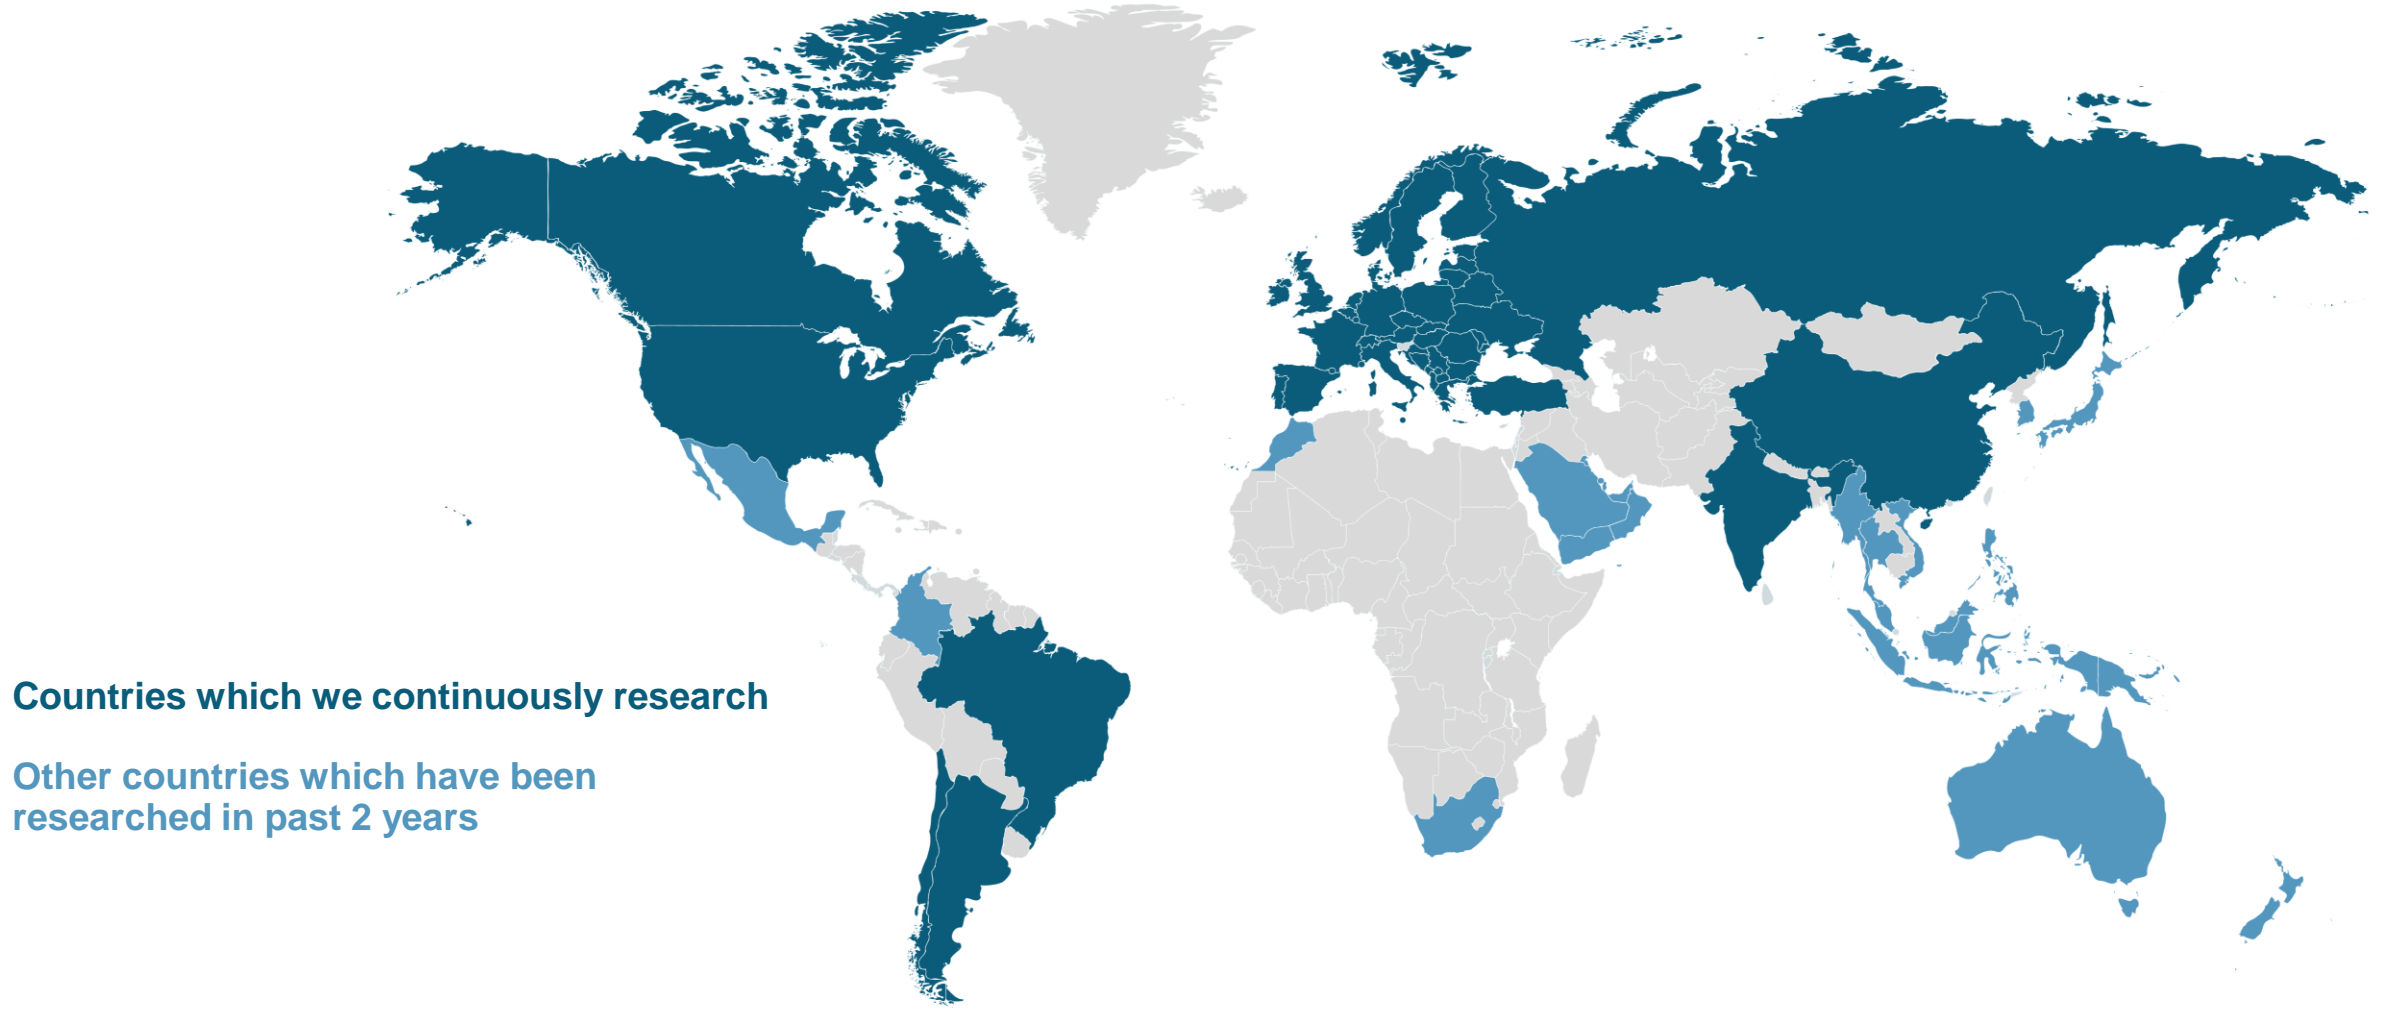 Countries which we continuously research
Other countries which have been
researched in past 2 years